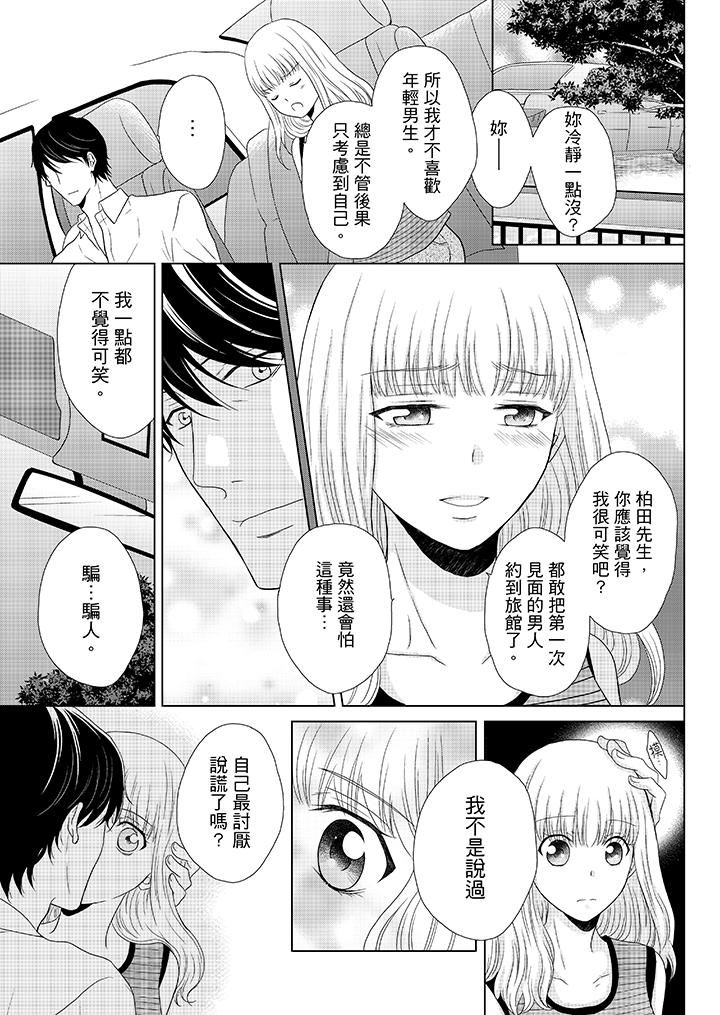 妳冷靜一點沒？
妳──
所以我才不喜歡
年輕男生。
總是不管後果
只考慮到自己。
…
柏田先生，
你應該覺得
我很可笑吧？
都敢把第一次
見面的男人
約到旅館了。
竟然還會怕
這種事…
我一點都
不覺得可笑。
騙…騙人。
摸…
我不是說過
自己最討厭
說謊了嗎？